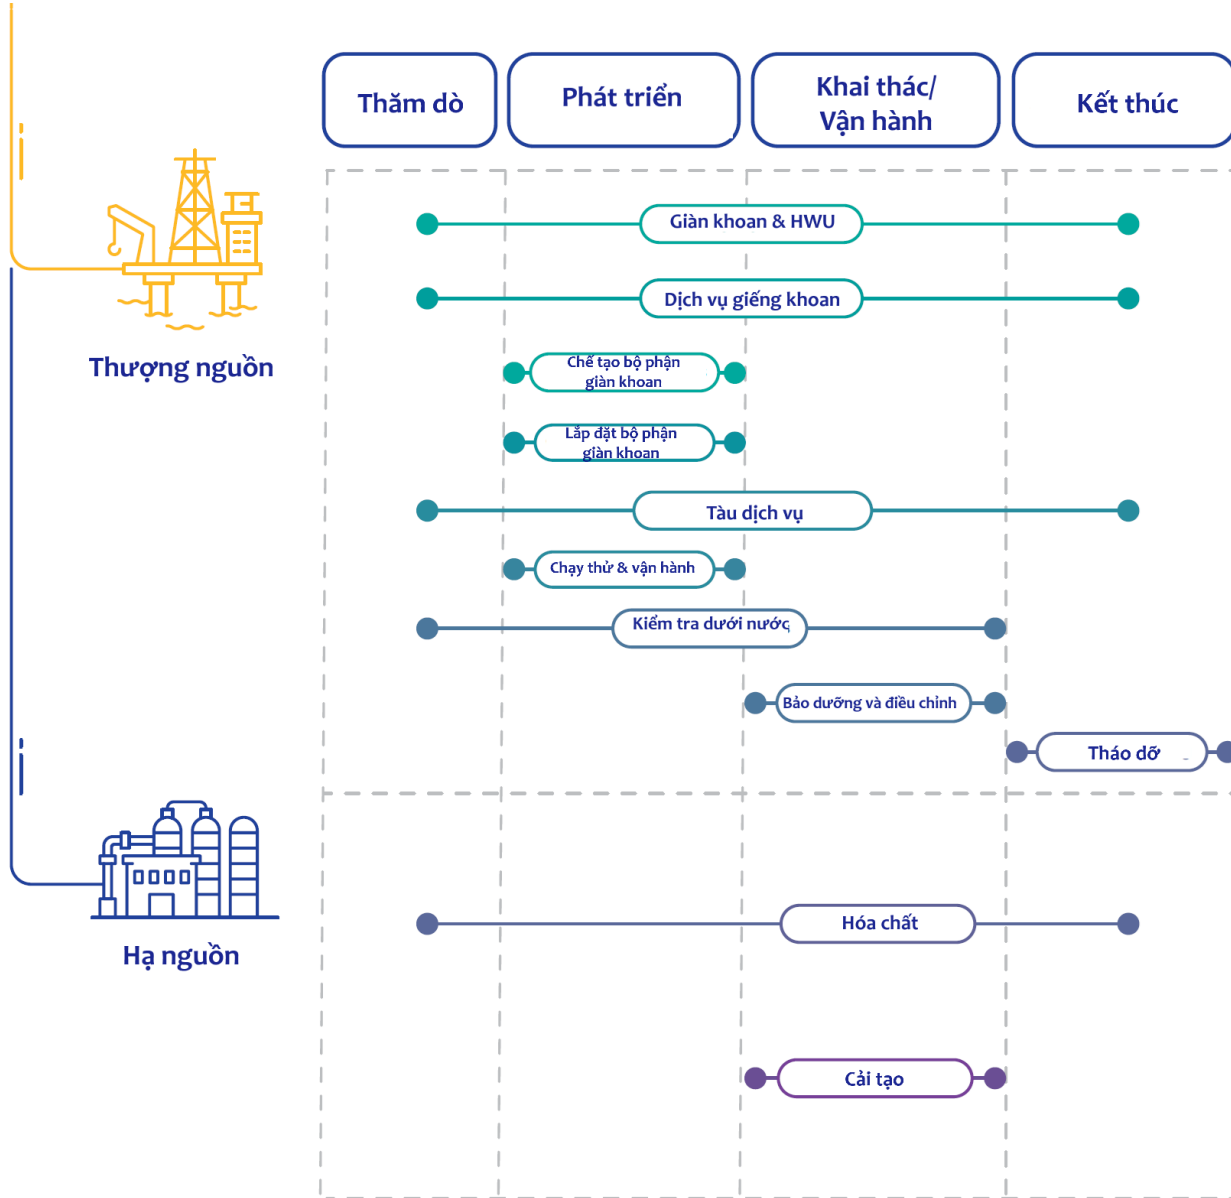 Thăm dò
Phát triển
Khai thác/
Vận hành
Kết thúc
Giàn khoan & HWU
Dịch vụ giếng khoan
Thượng nguồn
Chế tạo bộ phận
giàn khoan
Lắp đặt bộ phận
giàn khoan
Tàu dịch vụ
Chạy thử & vận hành
Kiểm tra dưới nước
Bảo dưỡng và điều chỉnh
Tháo dỡ
Hạ nguồn
Hóa chất
Cải tạo